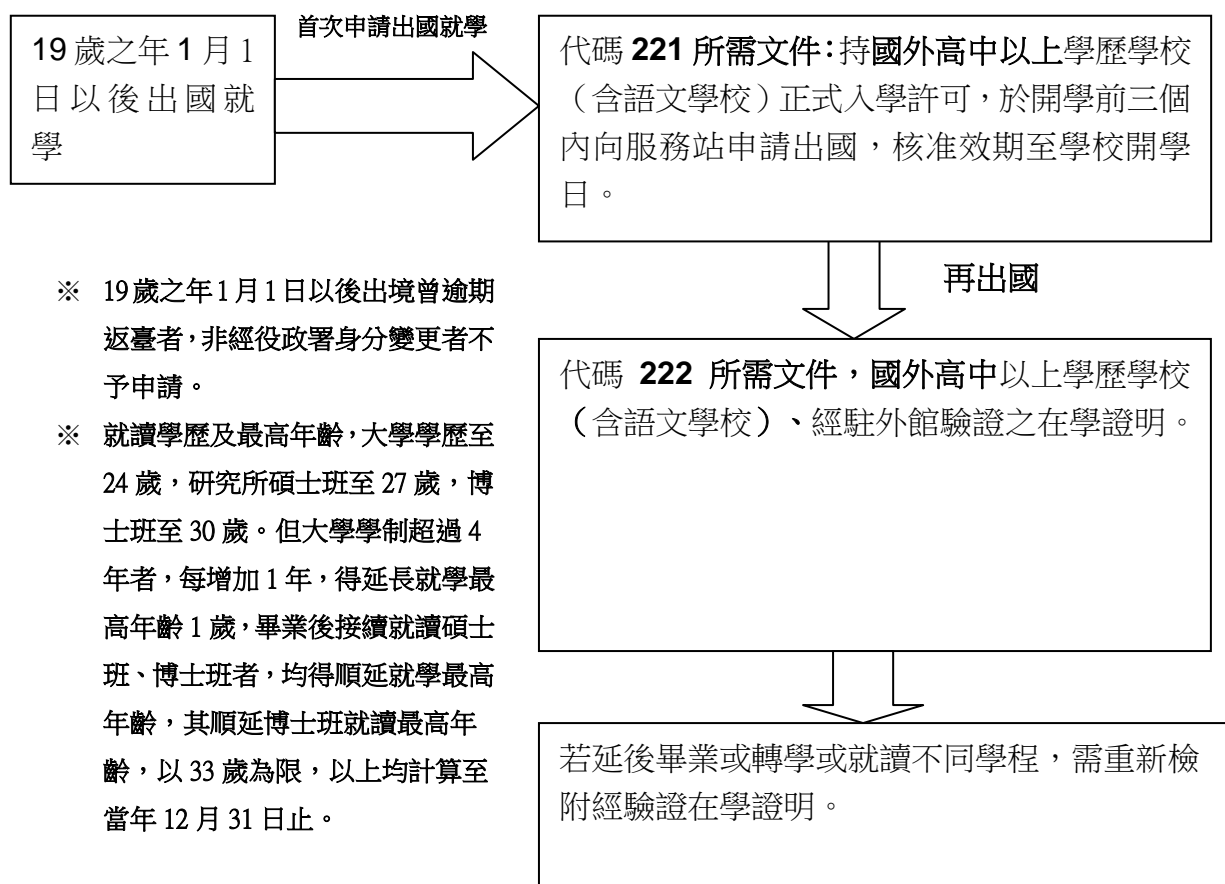 19 歲之年 1 月 1
日以後出國就
學
首次申請出國就學
代碼 221 所需文件：持國外高中以上學歷學校
（含語文學校）正式入學許可，於開學前三個
內向服務站申請出國，核准效期至學校開學
日。
再出國
※ 19歲之年1月1日以後出境曾逾期
返臺者，非經役政署身分變更者不
予申請。
※ 就讀學歷及最高年齡，大學學歷至
24 歲，研究所碩士班至 27 歲，博
士班至 30 歲。但大學學制超過 4
年者，每增加 1 年，得延長就學最
高年齡 1 歲，畢業後接續就讀碩士
班、博士班者，均得順延就學最高
年齡，其順延博士班就讀最高年
齡，以 33 歲為限，以上均計算至
當年 12 月 31 日止。
代碼 222 所需文件，國外高中以上學歷學校
（含語文學校）、經駐外館驗證之在學證明。
若延後畢業或轉學或就讀不同學程，需重新檢
附經驗證在學證明。